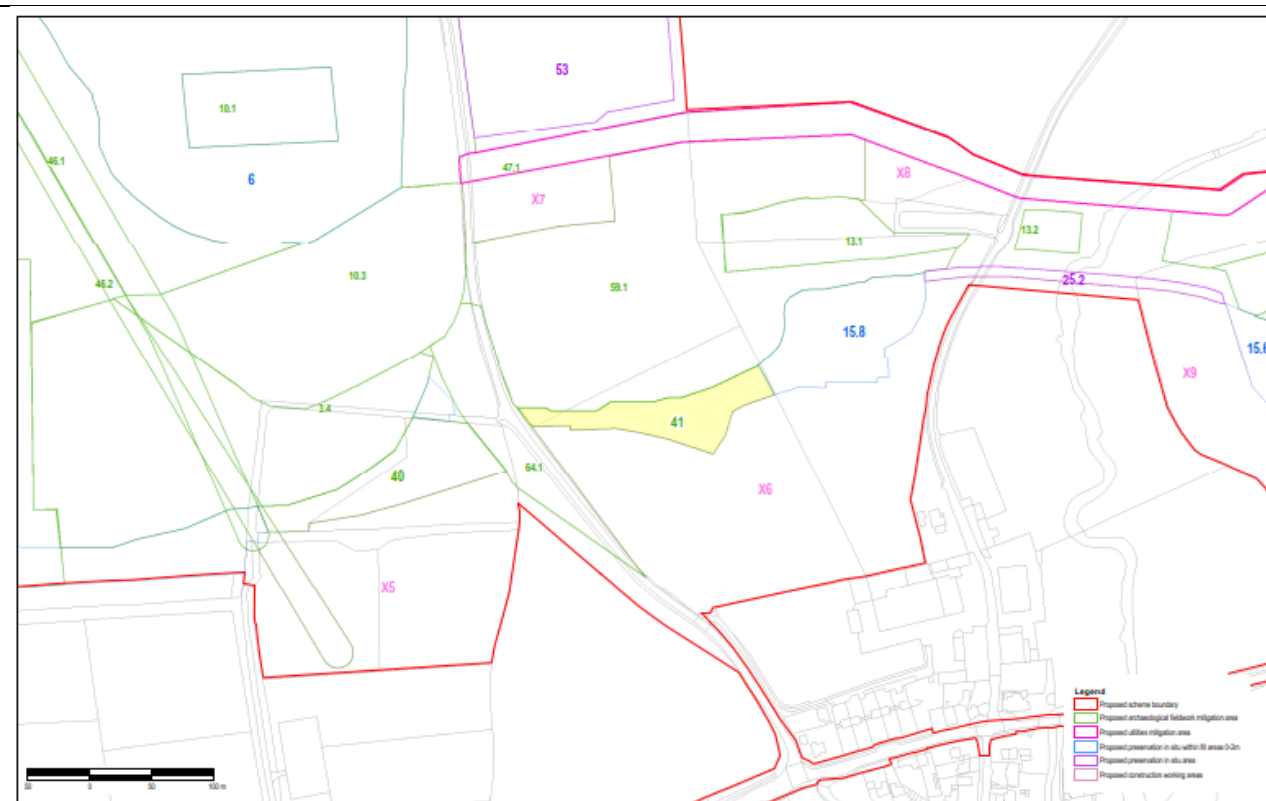 53
10.1
46.1
47.1
6
X7
X8
13.2
13.1
10.3
25.2
46.2
59.1
15.8
15.6
X9
3.4
41
64.1
40
X6
X5
Legend
Proposed scheme boundary
Proposed archaeological fieldwork mitigation area
Proposed utilities mitigation area
Proposed preservation in situ within fill areas 0-2m
Proposed preservation in situ area
Proposed construction working areas
50 0 50 100 m